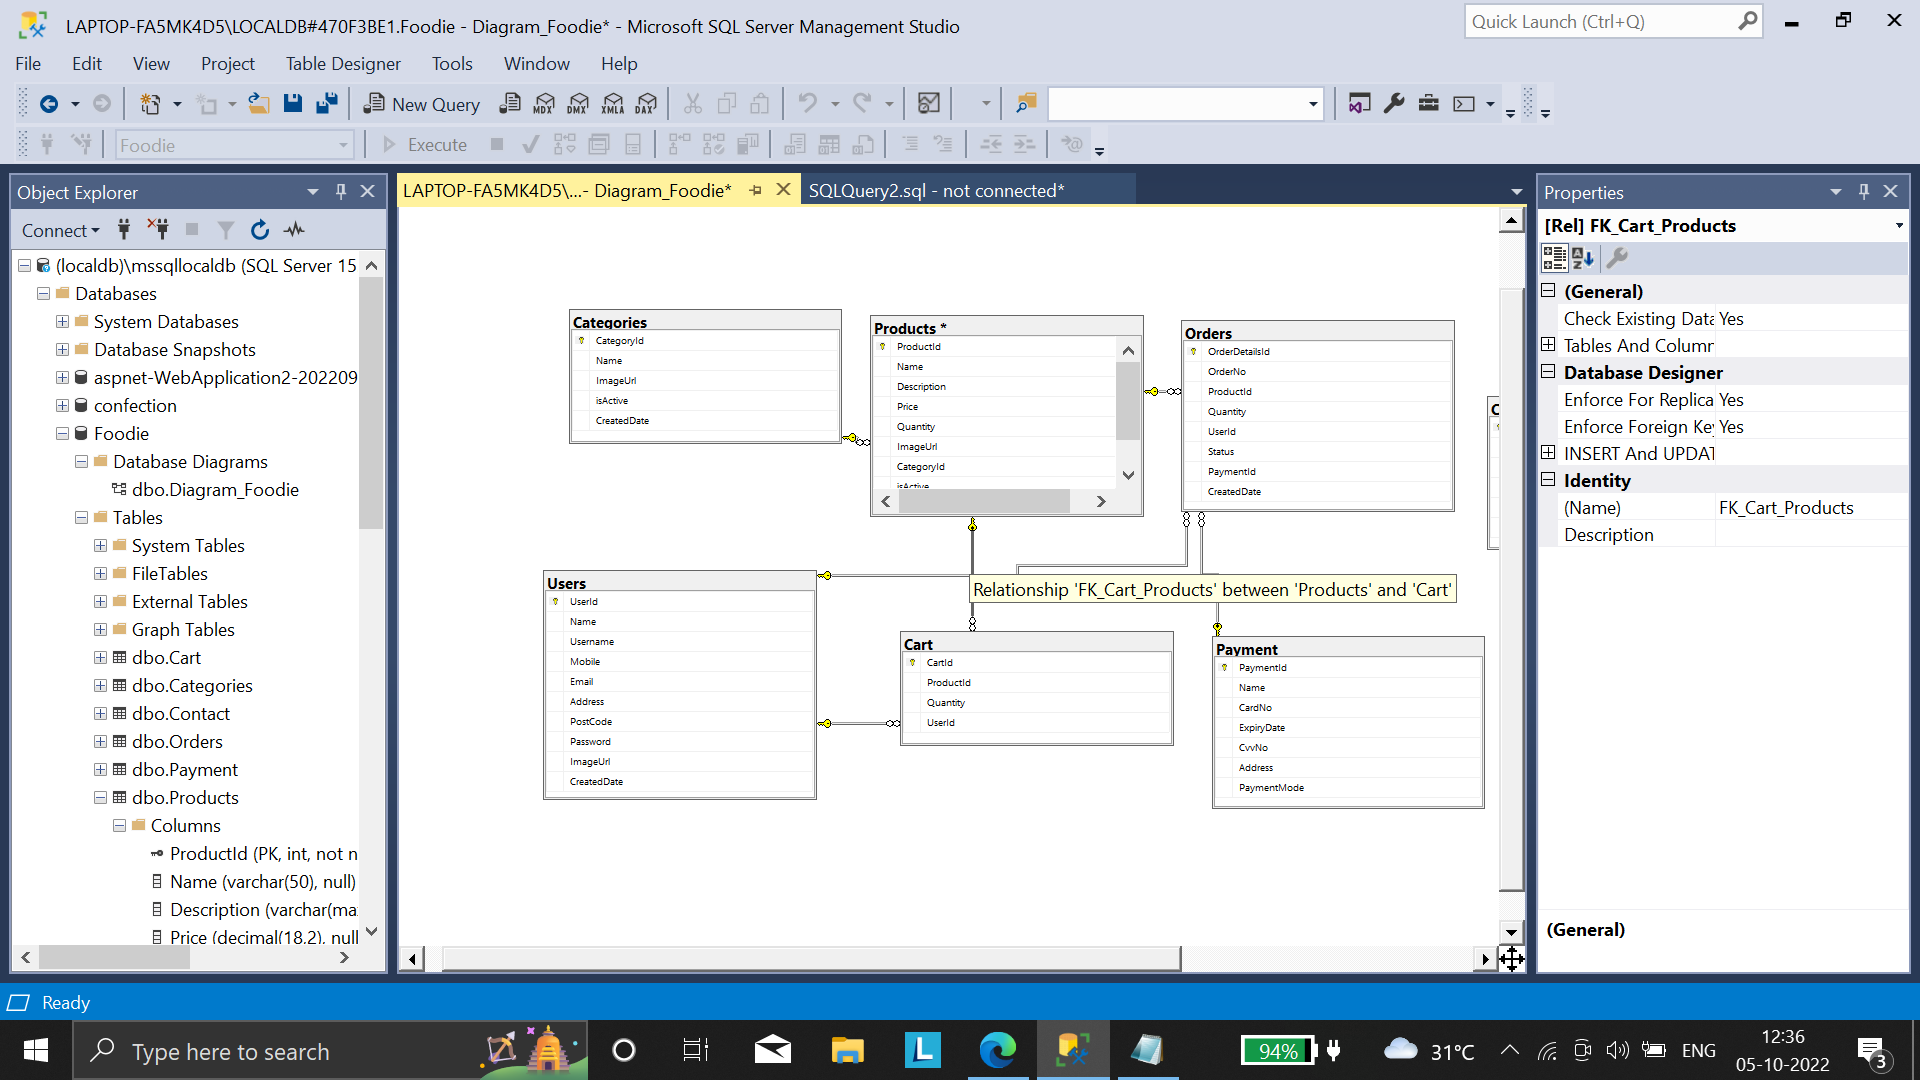 LAPTOP-FA5MK4D5\LOCALDB#470F3BE1.Foodie - Diagram_Foodie* - Microsoft SQL Server Management Studio
Quick Launch (Ctrl+Q)
File Edit View Project Table Designer Tools Window Help
New Query MDX DMX XMLA DAX
Foodie Execute
Object Explorer
Connect
(localdb)\mssqllocaldb (SQL Server 15
Databases
System Databases
Database Snapshots
aspnet-WebApplication2-202209
confection
Foodie
Database Diagrams
dbo.Diagram_Foodie
Tables
System Tables
FileTables
External Tables
Graph Tables
dbo.Cart
dbo.Categories
dbo.Contact
dbo.Orders
dbo.Payment
dbo.Products
Columns
ProductId (PK, int, not n
Name (varchar(50), null)
Description (varchar(ma
Price (decimal(18,2), null
LAPTOP-FA5MK4D5\...- Diagram_Foodie*
SQLQuery2.sql - not connected*
Categories
CategoryId
Name
ImageUrl
isActive
CreatedDate
Products *
ProductId
Name
Description
Price
Quantity
ImageUrl
CategoryId
isActive
Orders
OrderDetailsId
OrderNo
ProductId
Quantity
UserId
Status
PaymentId
CreatedDate
C
Users
UserId
Name
Username
Mobile
Email
Address
PostCode
Password
ImageUrl
CreatedDate
Relationship 'FK_Cart_Products' between 'Products' and 'Cart'
Cart
CartId
ProductId
Quantity
UserId
Payment
PaymentId
Name
CardNo
ExpiryDate
CvvNo
Address
PaymentMode
Properties
[Rel] FK_Cart_Products
(General)
Check Existing Data Yes
Tables And Column
Database Designer
Enforce For Replica Yes
Enforce Foreign Key Yes
INSERT And UPDAT
Identity
(Name) FK_Cart_Products
Description
(General)
Ready
Type here to search
L
94%
31°C
ENG
12:36
05-10-2022
3